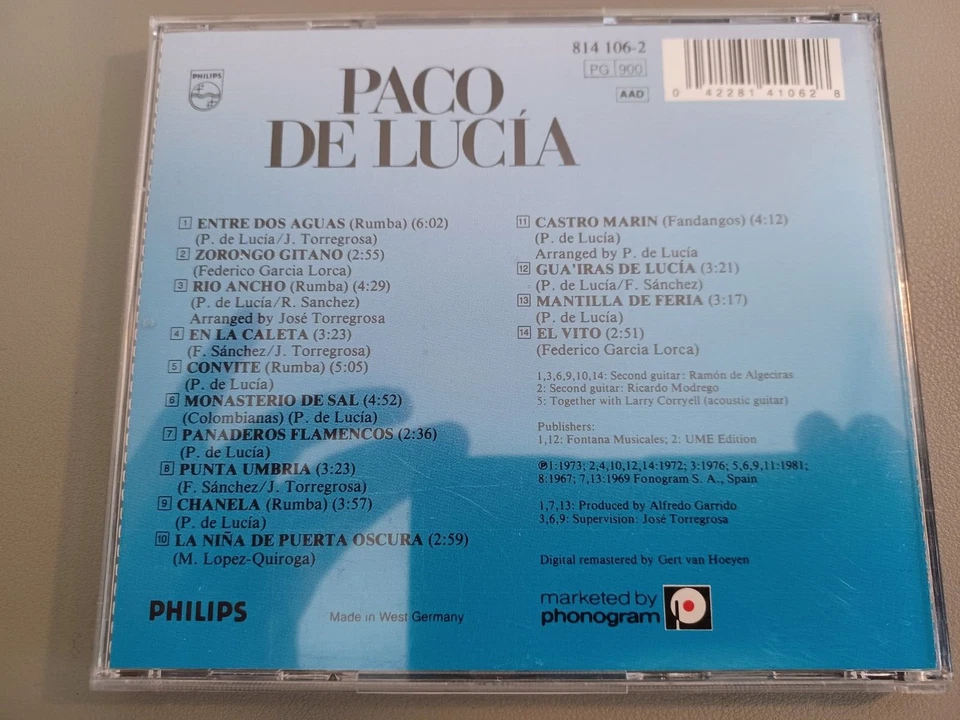 PHILIPS
PACO
DE LUCÍA
814 106-2
PG 900
AAD
0 42281 41062 8
1 ENTRE DOS AGUAS (Rumba) (6:02)
(P. de Lucía/J. Torregrosa)
2 ZORONGO GITANO (2:55)
(Federico Garcia Lorca)
3 RIO ANCHO (Rumba) (4:29)
(P. de Lucía/R. Sanchez)
Arranged by José Torregrosa
4 EN LA CALETA (3:23)
(F. Sánchez/J. Torregrosa)
5 CONVITE (Rumba) (5:05)
(P. de Lucía)
6 MONASTERIO DE SAL (4:52)
(Colombianas) (P. de Lucía)
7 PANADEROS FLAMENCOS (2:36)
(P. de Lucía)
8 PUNTA UMBRIA (3:23)
(F. Sánchez/J. Torregrosa)
9 CHANELA (Rumba) (3:57)
(P. de Lucía)
10 LA NIÑA DE PUERTA OSCURA (2:59)
(M. Lopez-Quiroga)
11 CASTRO MARIN (Fandangos) (4:12)
(P. de Lucía)
Arranged by P. de Lucía
12 GUA'IRAS DE LUCÍA (3:21)
(P. de Lucía/F. Sánchez)
13 MANTILLA DE FERIA (3:17)
(P. de Lucía)
14 EL VITO (2:51)
(Federico Garcia Lorca)
1,3,6,9,10,14: Second guitar: Ramón de Algeciras
2: Second guitar: Ricardo Modrego
5: Together with Larry Corryell (acoustic guitar)
Publishers:
1,12: Fontana Musicales; 2: UME Edition
℗1:1973; 2,4,10,12,14:1972; 3:1976; 5,6,9,11:1981;
8:1967; 7,13:1969 Fonogram S. A., Spain
1,7,13: Produced by Alfredo Garrido
3,6,9: Supervision: José Torregrosa
Digital remastered by Gert van Hoeyen
PHILIPS
Made in West Germany
marketed by
phonogram